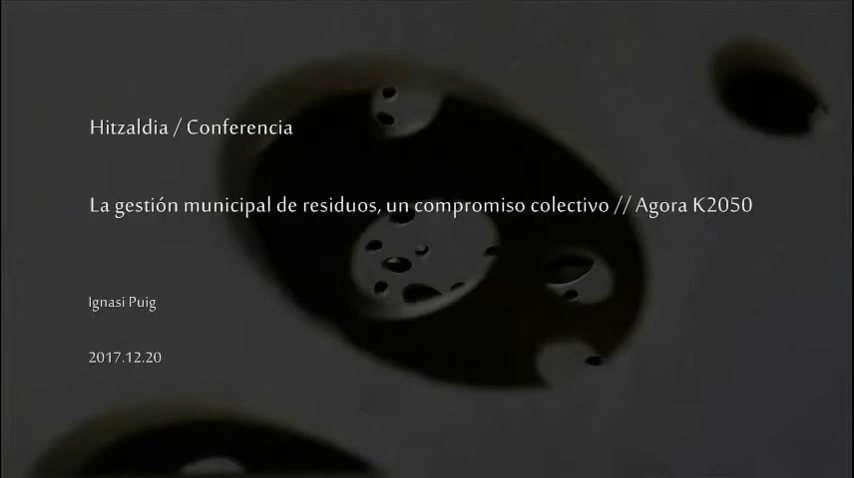 Hitzaldia / Conferencia
La gestión municipal de residuos, un compromiso colectivo // Agora K2050
Ignasi Puig
2017.12.20